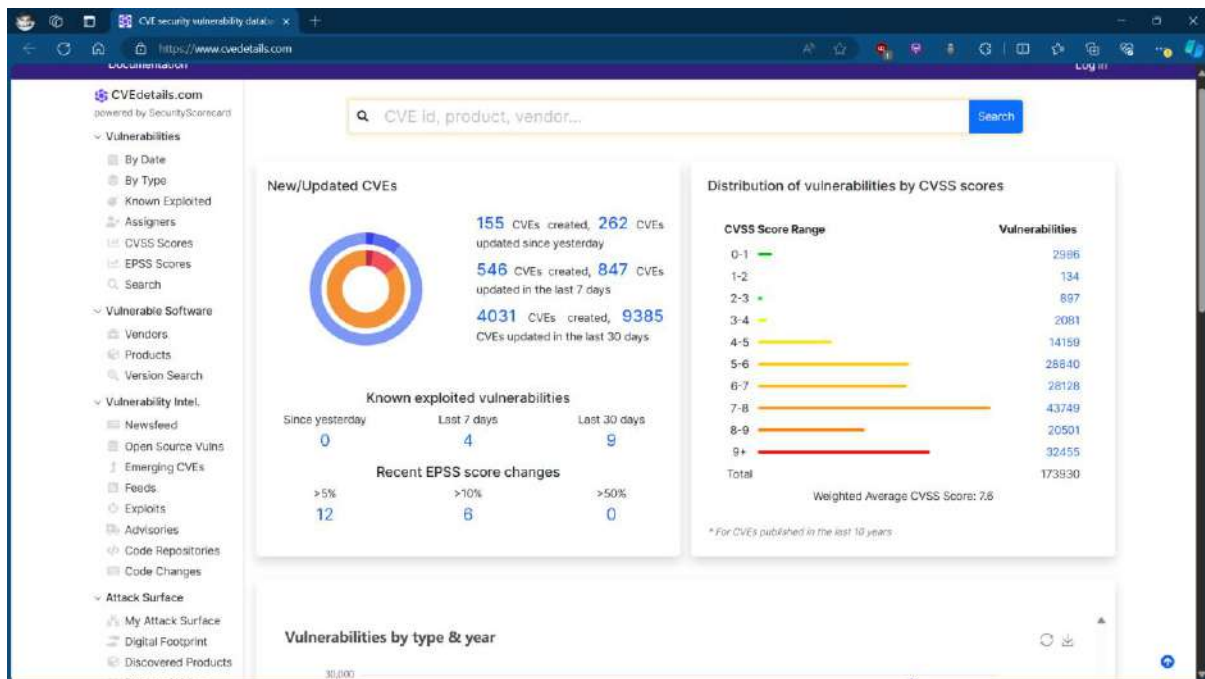 CVE security vulnerability databa
https://www.cvedetails.com
Documentation
Log in
CVEdetails.com
powered by SecurityScorecard
Vulnerabilities
By Date
By Type
Known Exploited
Assigners
CVSS Scores
EPSS Scores
Search
Vulnerable Software
Vendors
Products
Version Search
Vulnerability Intel.
Newsfeed
Open Source Vulns
Emerging CVEs
Feeds
Exploits
Advisories
Code Repositories
Code Changes
Attack Surface
My Attack Surface
Digital Footprint
Discovered Products
CVE id, product, vendor...
Search
New/Updated CVEs
155 CVEs created, 262 CVEs
updated since yesterday
546 CVEs created, 847 CVEs
updated in the last 7 days
4031 CVEs created, 9385
CVEs updated in the last 30 days
Known exploited vulnerabilities
Since yesterday Last 7 days Last 30 days
0 4 9
Recent EPSS score changes
>5% >10% >50%
12 6 0
Distribution of vulnerabilities by CVSS scores
CVSS Score Range Vulnerabilities
0-1 2986
1-2 134
2-3 897
3-4 2081
4-5 14159
5-6 28840
6-7 28128
7-8 43749
8-9 20501
9+ 32455
Total 173930
Weighted Average CVSS Score: 7.6
* For CVEs published in the last 10 years
Vulnerabilities by type & year
30,000